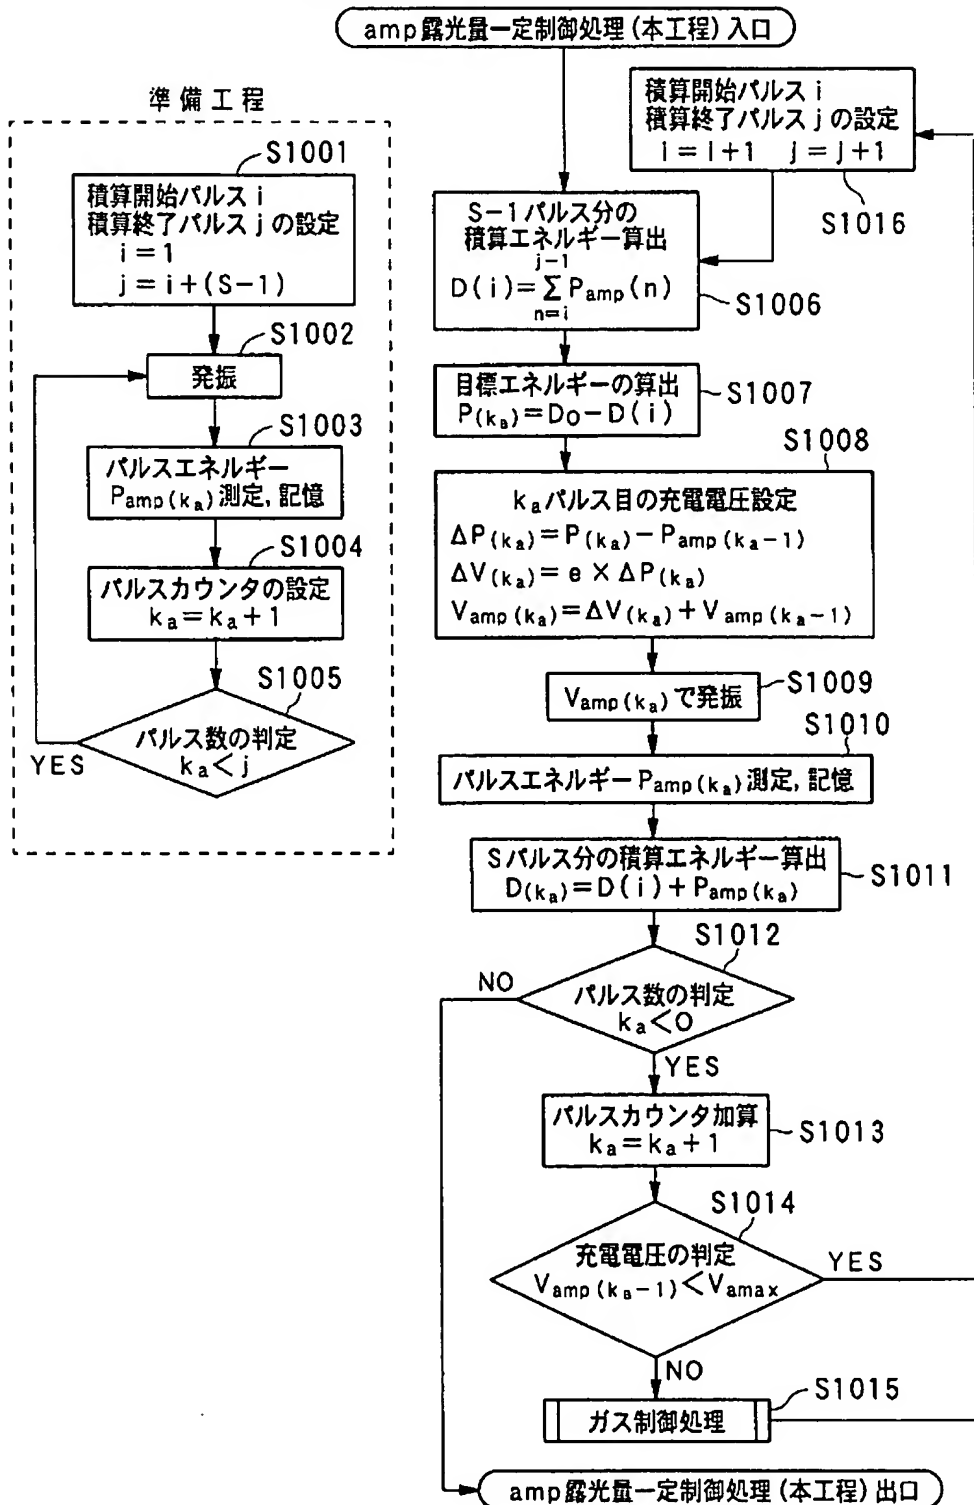 amp露光量一定制御処理(本工程)入口
準備工程
S1001
積算開始パルスi
積算終了パルスjの設定
i=1
j=i+(S-1)
S1002
発振
S1003
パルスエネルギー
Pamp(ka)測定,記憶
S1004
パルスカウンタの設定
ka=ka+1
S1005
パルス数の判定
ka<j
YES
積算開始パルスi
積算終了パルスjの設定
i=i+1 j=j+1
S1016
S-1パルス分の
積算エネルギー算出
j-1
D(i)=ΣPamp(n)
n=i
S1006
目標エネルギーの算出
P(ka)=Do-D(i)
S1007
S1008
kaパルス目の充電電圧設定
ΔP(ka)=P(ka)-Pamp(ka-1)
ΔV(ka)=e×ΔP(ka)
Vamp(ka)=ΔV(ka)+Vamp(ka-1)
Vamp(ka)で発振
S1009
S1010
パルスエネルギーPamp(ka)測定,記憶
Sパルス分の積算エネルギー算出
D(ka)=D(i)+Pamp(ka)
S1011
S1012
NO
パルス数の判定
ka<0
YES
パルスカウンタ加算
ka=ka+1
S1013
S1014
充電電圧の判定
Vamp(ka-1)<Vamax
YES
NO
S1015
ガス制御処理
amp露光量一定制御処理(本工程)出口